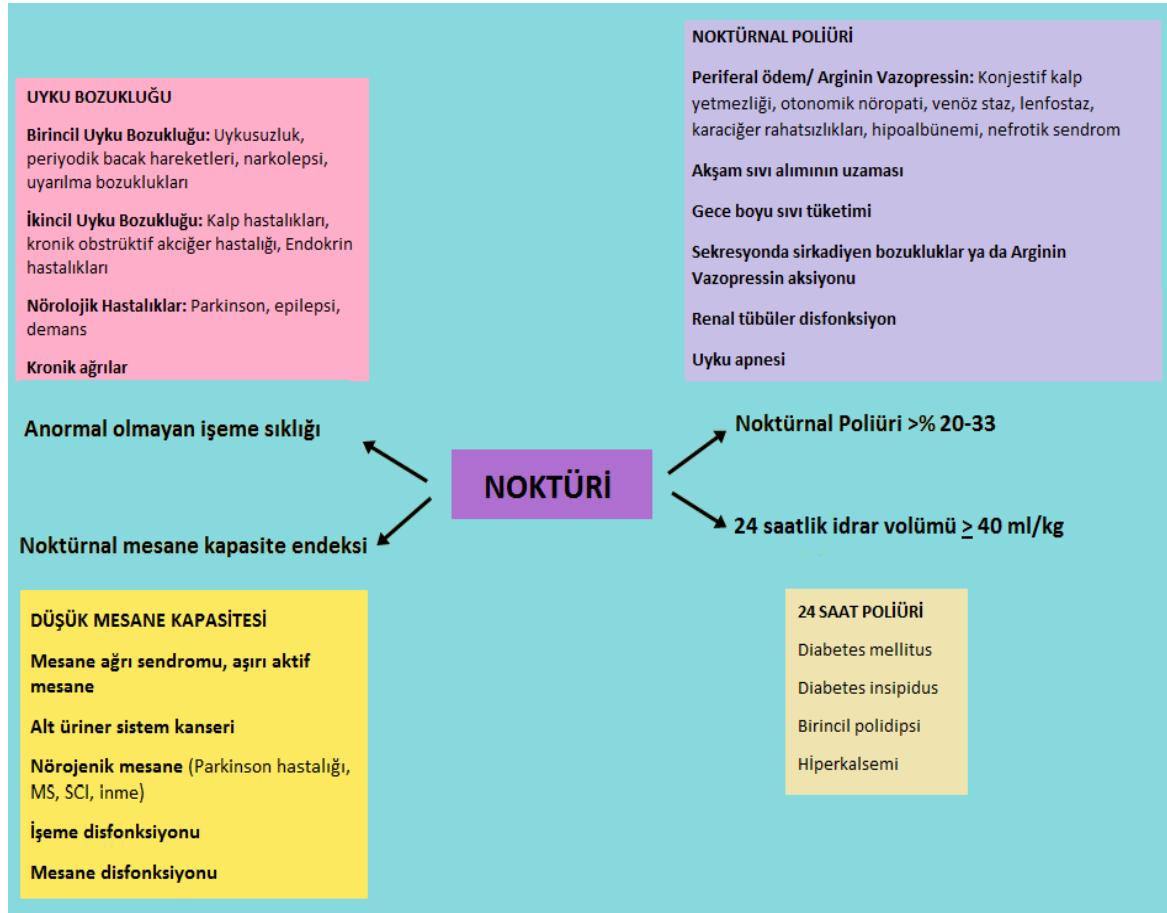 UYKU BOZUKLUĞU
Birincil Uyku Bozukluğu: Uykusuzluk,
periyodik bacak hareketleri, narkolepsi,
uyarılma bozuklukları
İkincil Uyku Bozukluğu: Kalp hastalıkları,
kronik obstrüktif akciğer hastalığı, Endokrin
hastalıkları
Nörolojik Hastalıklar: Parkinson, epilepsi,
demans
Kronik ağrılar
NOKTÜRNAL POLİÜRİ
Periferal ödem/ Arginin Vazopressin: Konjestif kalp
yetmezliği, otonomik nöropati, venöz staz, lenfostaz,
karaciğer rahatsızlıkları, hipoalbünemi, nefrotik sendrom
Akşam sıvı alımının uzaması
Gece boyu sıvı tüketimi
Sekresyonda sirkadiyen bozukluklar ya da Arginin
Vazopressin aksiyonu
Renal tübüler disfonksiyon
Uyku apnesi
Anormal olmayan işeme sıklığı
Noktürnal Poliüri >% 20-33
NOKTÜRİ
Noktürnal mesane kapasite endeksi
24 saatlik idrar volümü ≥ 40 ml/kg
DÜŞÜK MESANE KAPASİTESİ
Mesane ağrı sendromu, aşırı aktif
mesane
Alt üriner sistem kanseri
Nörojenik mesane (Parkinson hastalığı,
MS, SCI, inme)
İşeme disfonksiyonu
Mesane disfonksiyonu
24 SAAT POLİÜRİ
Diabetes mellitus
Diabetes insipidus
Birincil polidipsi
Hİperkalsemi